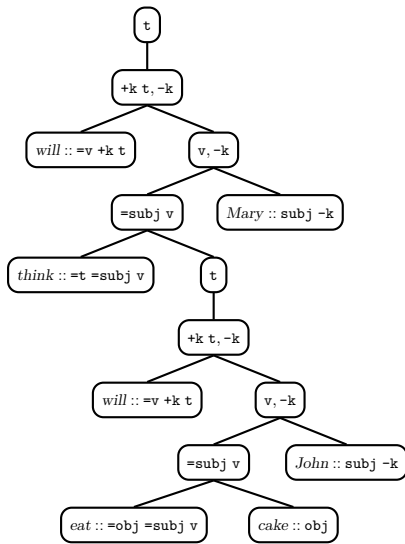 t
+k t, -k
will :: =v +k t
v, -k
=subj v
Mary :: subj -k
think :: =t =subj v
t
+k t, -k
will :: =v +k t
v, -k
=subj v
John :: subj -k
eat :: =obj =subj v
cake :: obj